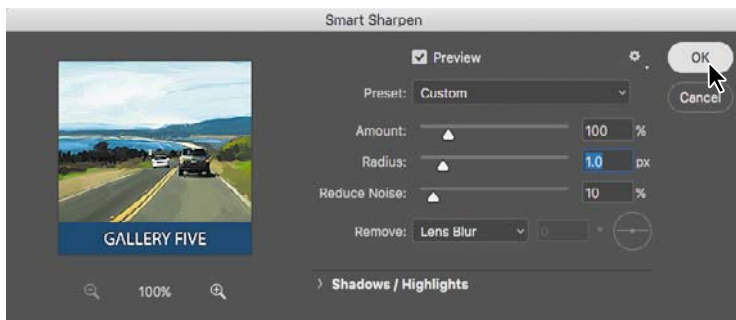 Smart Sharpen
Preview
OK
Preset: Custom
Cancel
Amount: 100 %
Radius: 1.0 px
Reduce Noise: 10 %
Remove: Lens Blur 0 °
GALLERY FIVE
100%
Shadows / Highlights